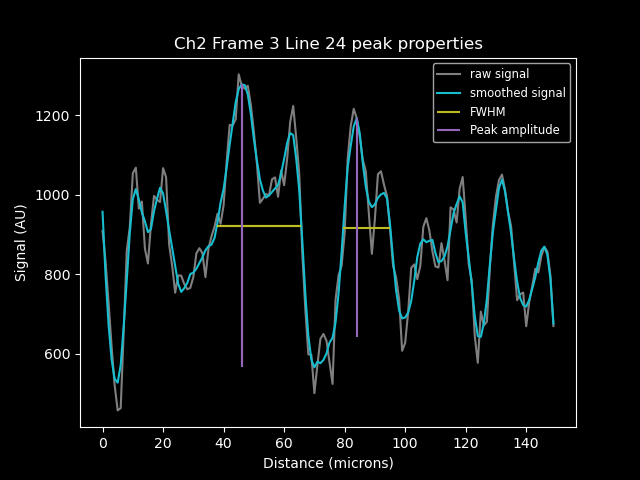 Ch2 Frame 3 Line 24 peak properties
raw signal
smoothed signal
FWHM
Peak amplitude
Signal (AU)
1200
1000
800
600
0 20 40 60 80 100 120 140
Distance (microns)